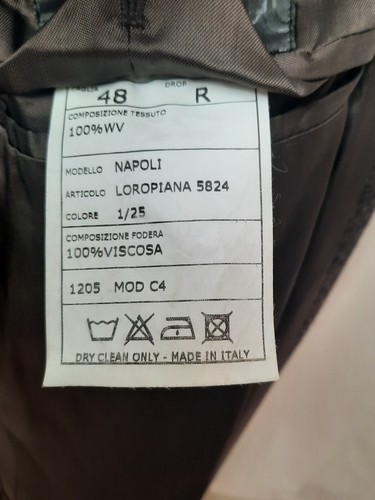 48 DROP R
COMPOSIZIONE TESSUTO
100%WV
MODELLO NAPOLI
ARTICOLO LOROPIANA 5824
COLORE 1/25
COMPOSIZIONE FODERA
100%VISCOSA
1205 MOD C4
DRY CLEAN ONLY - MADE IN ITALY